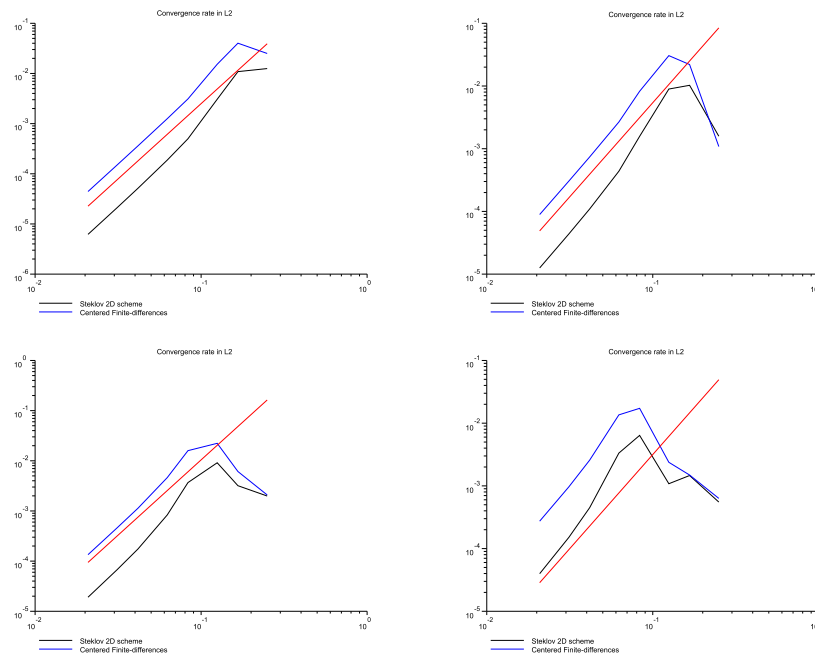 Convergence rate in L2
10^-1
10^-2
10^-3
10^-4
10^-5
10^-6
10^-2
10^-1
10^0
Steklov 2D scheme
Centered Finite-differences
Convergence rate in L2
10^-1
10^-2
10^-3
10^-4
10^-5
10^-2
10^-1
Steklov 2D scheme
Centered Finite-differences
Convergence rate in L2
10^0
10^-1
10^-2
10^-3
10^-4
10^-5
10^-2
10^-1
10^0
Steklov 2D scheme
Centered Finite-differences
Convergence rate in L2
10^-1
10^-2
10^-3
10^-4
10^-5
10^-2
10^-1
Steklov 2D scheme
Centered Finite-differences